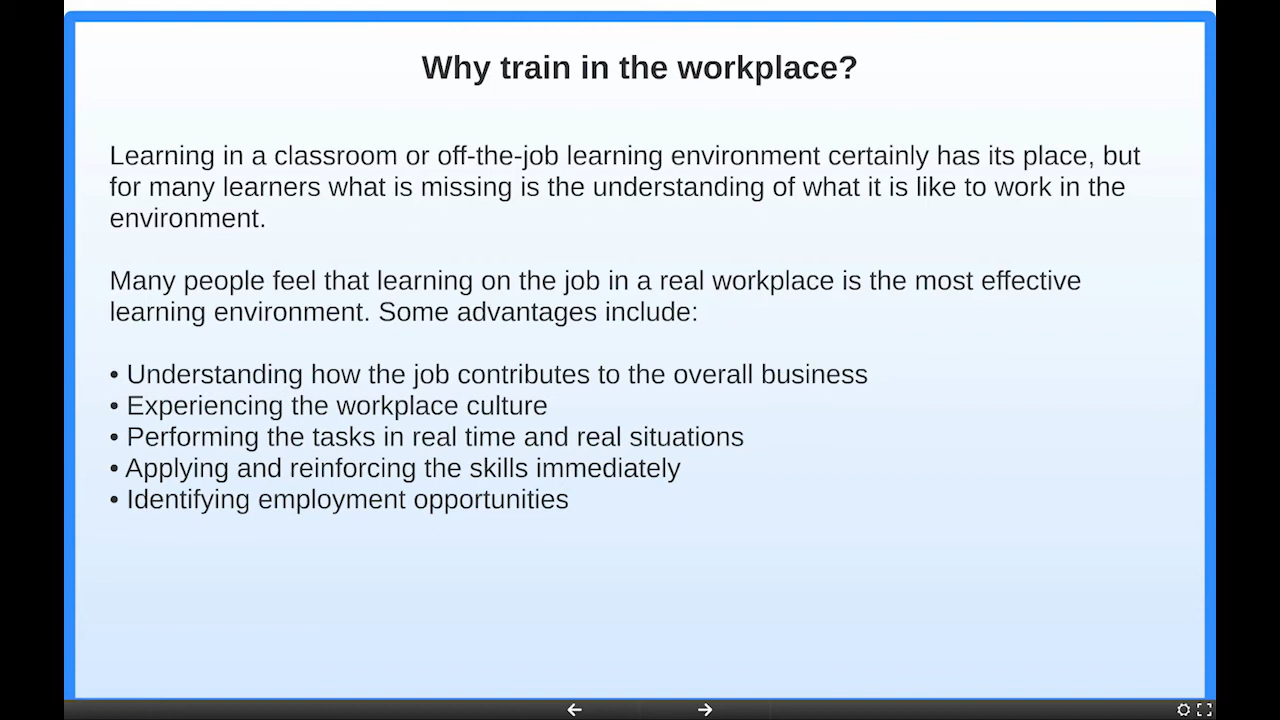 Why train in the workplace?
Learning in a classroom or off-the-job learning environment certainly has its place, but
for many learners what is missing is the understanding of what it is like to work in the
environment.
Many people feel that learning on the job in a real workplace is the most effective
learning environment. Some advantages include:
• Understanding how the job contributes to the overall business
• Experiencing the workplace culture
• Performing the tasks in real time and real situations
• Applying and reinforcing the skills immediately
• Identifying employment opportunities